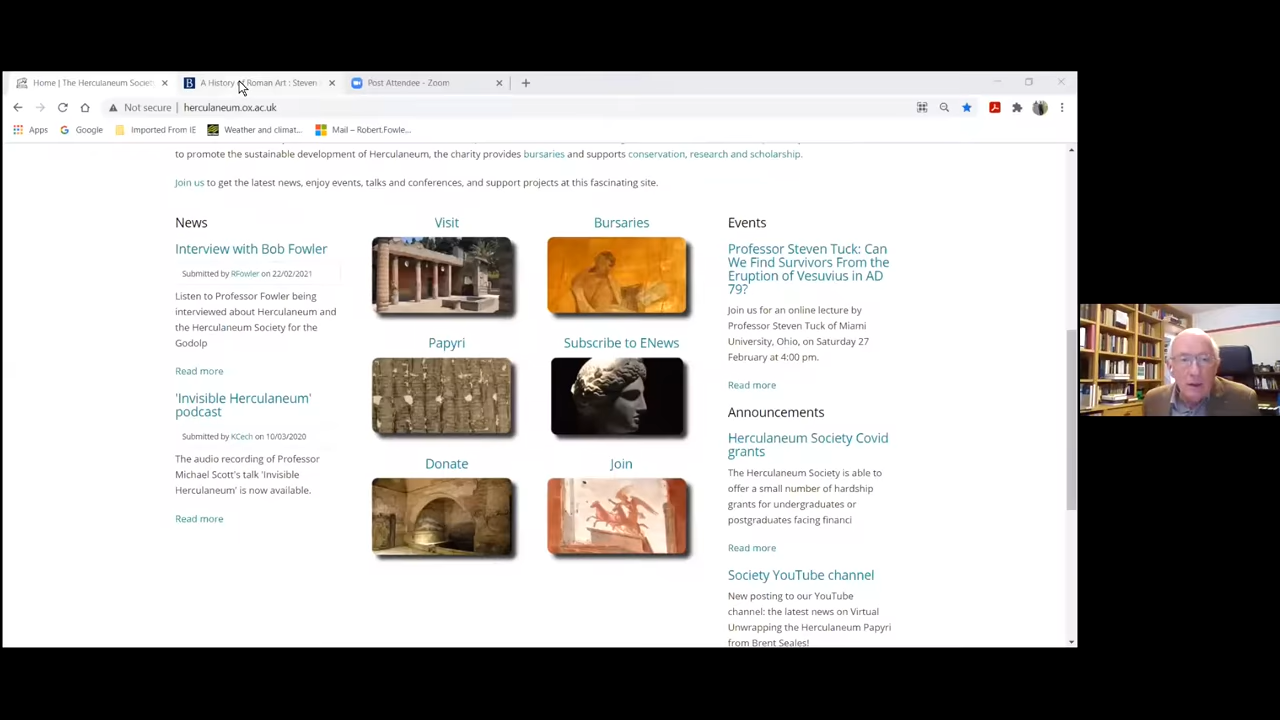 Home | The Herculaneum Society
A History of Roman Art : Steven
Post Attendee - Zoom
Not secure | herculaneum.ox.ac.uk
Apps
Google
Imported From IE
Weather and climat...
Mail – Robert.Fowle...
to promote the sustainable development of Herculaneum, the charity provides bursaries and supports conservation, research and scholarship.
Join us to get the latest news, enjoy events, talks and conferences, and support projects at this fascinating site.
News
Interview with Bob Fowler
Submitted by RFowler on 22/02/2021
Listen to Professor Fowler being
interviewed about Herculaneum and
the Herculaneum Society for the
Godolp
Read more
'Invisible Herculaneum'
podcast
Submitted by KCech on 10/03/2020
The audio recording of Professor
Michael Scott's talk 'Invisible
Herculaneum' is now available.
Read more
Visit
Bursaries
Papyri
Subscribe to ENews
Donate
Join
Events
Professor Steven Tuck: Can
We Find Survivors From the
Eruption of Vesuvius in AD
79?
Join us for an online lecture by
Professor Steven Tuck of Miami
University, Ohio, on Saturday 27
February at 4:00 pm.
Read more
Announcements
Herculaneum Society Covid
grants
The Herculaneum Society is able to
offer a small number of hardship
grants for undergraduates or
postgraduates facing financi
Read more
Society YouTube channel
New posting to our YouTube
channel: the latest news on Virtual
Unwrapping the Herculaneum Papyri
from Brent Seales!